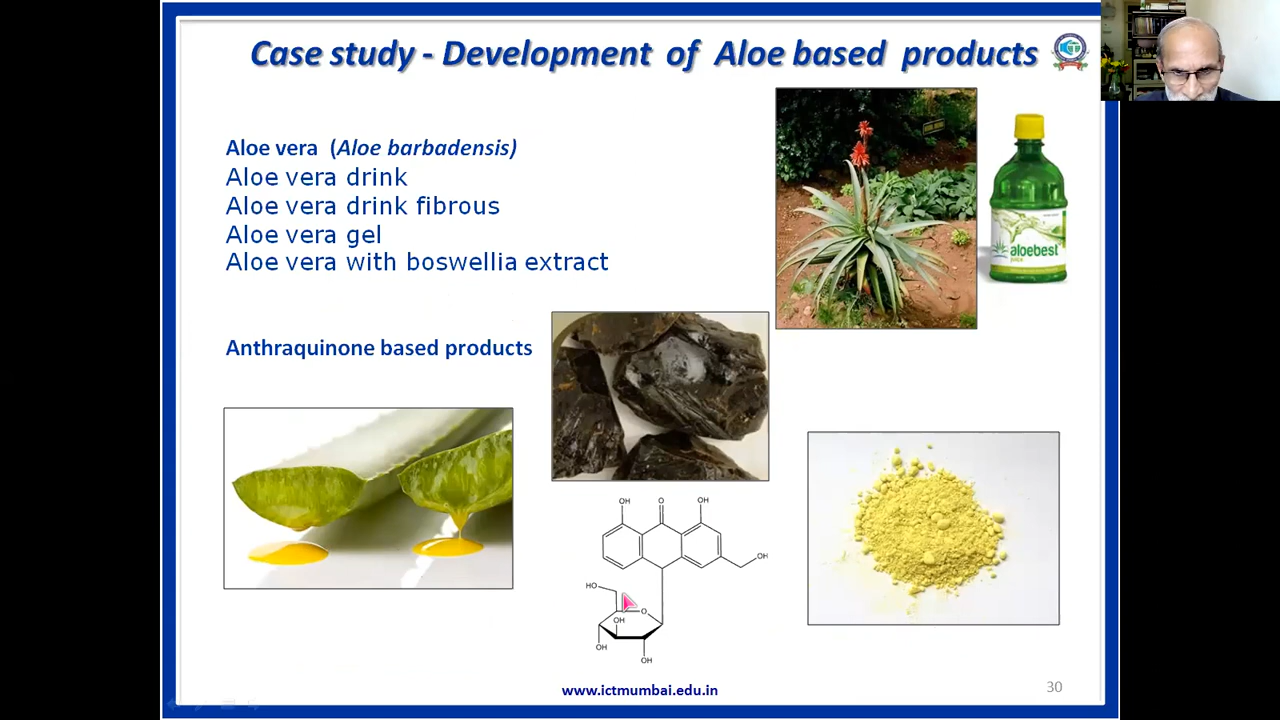 Case study - Development of Aloe based products
Aloe vera (Aloe barbadensis)
Aloe vera drink
Aloe vera drink fibrous
Aloe vera gel
Aloe vera with boswellia extract
aloebest
juice
Anthraquinone based products
OH
O
OH
OH
HO
O
OH
OH
OH
www.ictmumbai.edu.in
30